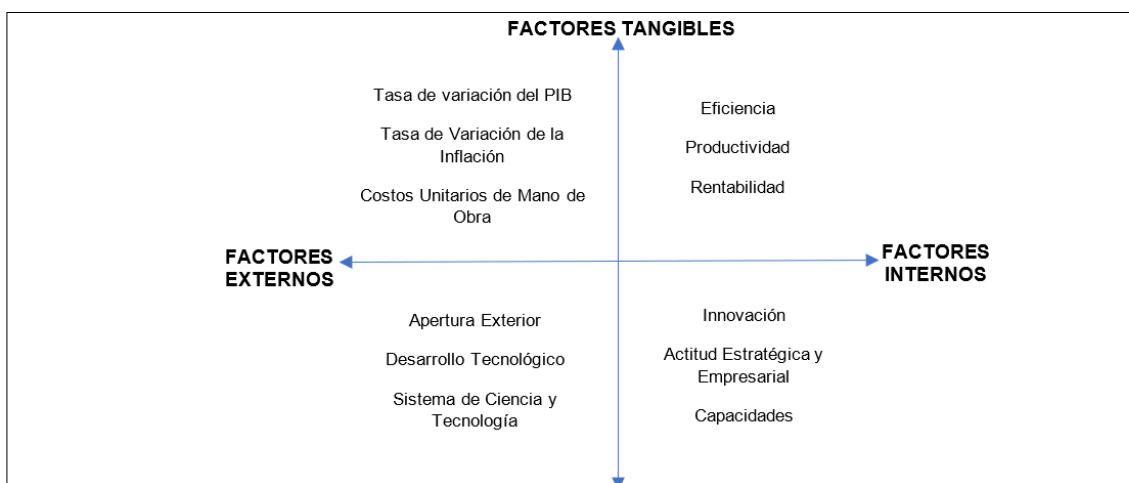 FACTORES TANGIBLES
Tasa de variación del PIB
Tasa de Variación de la
Inflación
Costos Unitarios de Mano de
Obra
Eficiencia
Productividad
Rentabilidad
FACTORES
EXTERNOS
FACTORES
INTERNOS
Apertura Exterior
Desarrollo Tecnológico
Sistema de Ciencia y
Tecnología
Innovación
Actitud Estratégica y
Empresarial
Capacidades